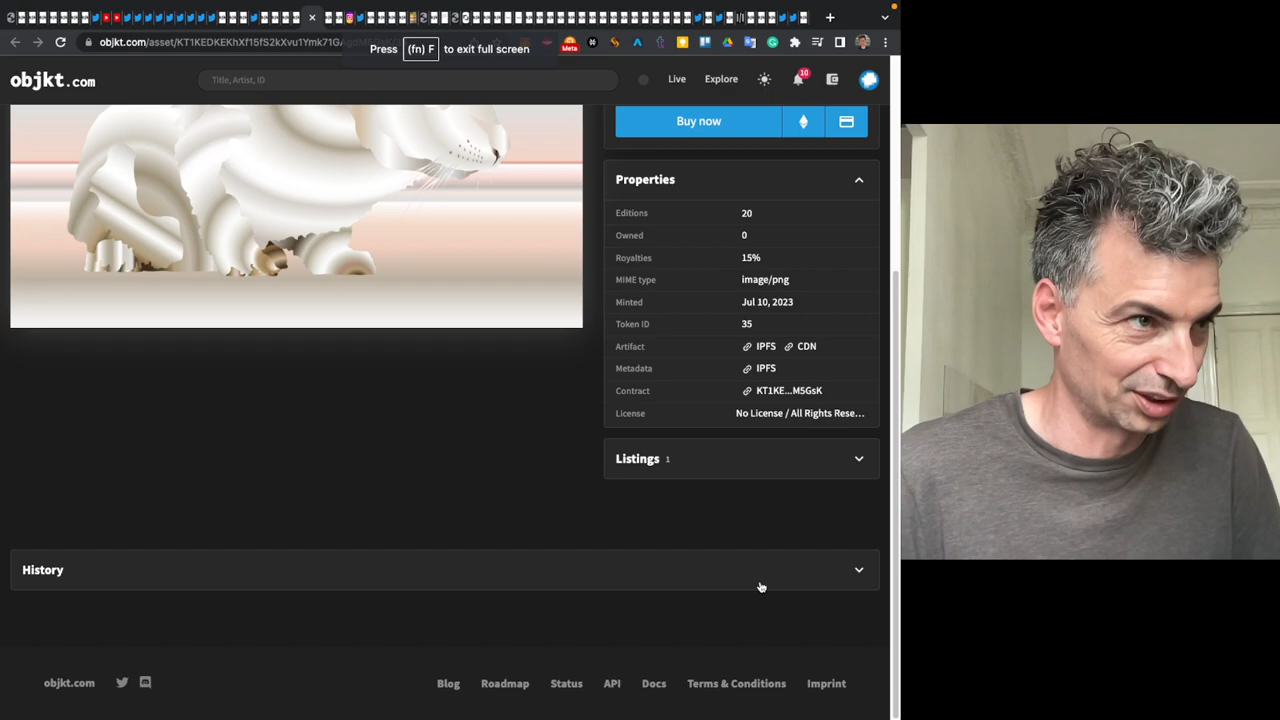 objkt.com/asset/KT1KEDKEKhXf15fS2kXvu1Ymk71G
Press (fn) F to exit full screen
Meta
objkt.com
Title, Artist, ID
Live
Explore
10
Buy now
Properties
Editions 20
Owned 0
Royalties 15%
MIME type image/png
Minted Jul 10, 2023
Token ID 35
Artifact IPFS CDN
Metadata IPFS
Contract KT1KE...M5GsK
License No License / All Rights Rese...
Listings 1
History
objkt.com
Blog
Roadmap
Status
API
Docs
Terms & Conditions
Imprint